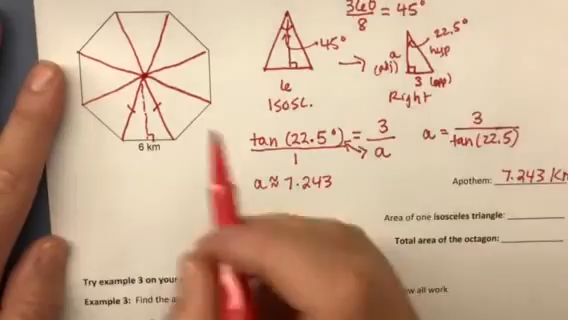 360/8 = 45°
45°
6
ISOSC.
22.5°
hyp
a
(adj)
3 (opp)
Right
6 km
tan(22.5°)/1 = 3/a
a = 3/tan(22.5)
a ≈ 7.243
Apothem: 7.243 Km
Area of one isosceles triangle:
Total area of the octagon:
Try example 3 on your
Example 3: Find the
all work